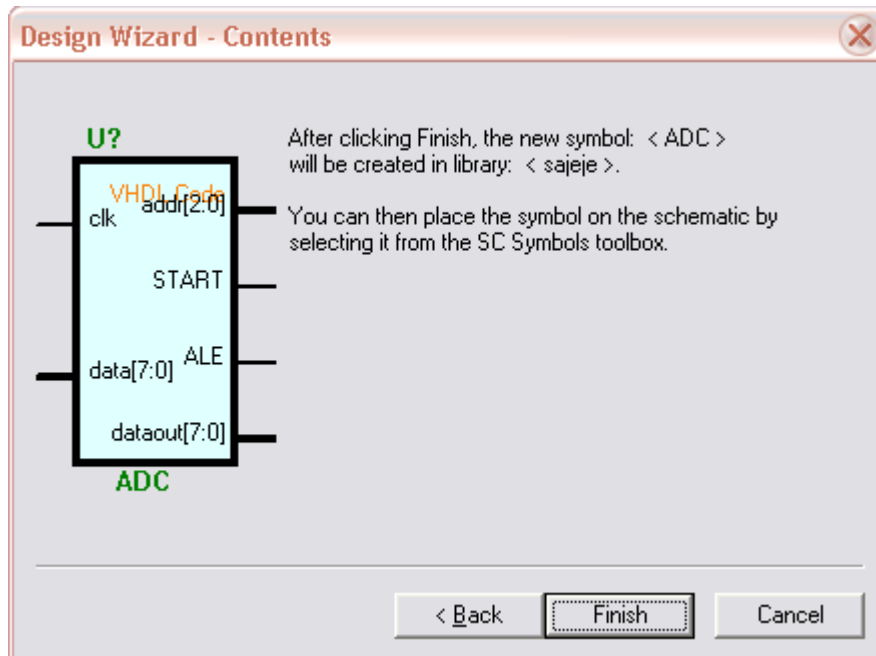 Design Wizard - Contents
U?
VHDL Code
addr[2:0]
clk
START
ALE
data[7:0]
dataout[7:0]
ADC
After clicking Finish, the new symbol: < ADC >
will be created in library: < sajeje >.
You can then place the symbol on the schematic by
selecting it from the SC Symbols toolbox.
< Back
Finish
Cancel